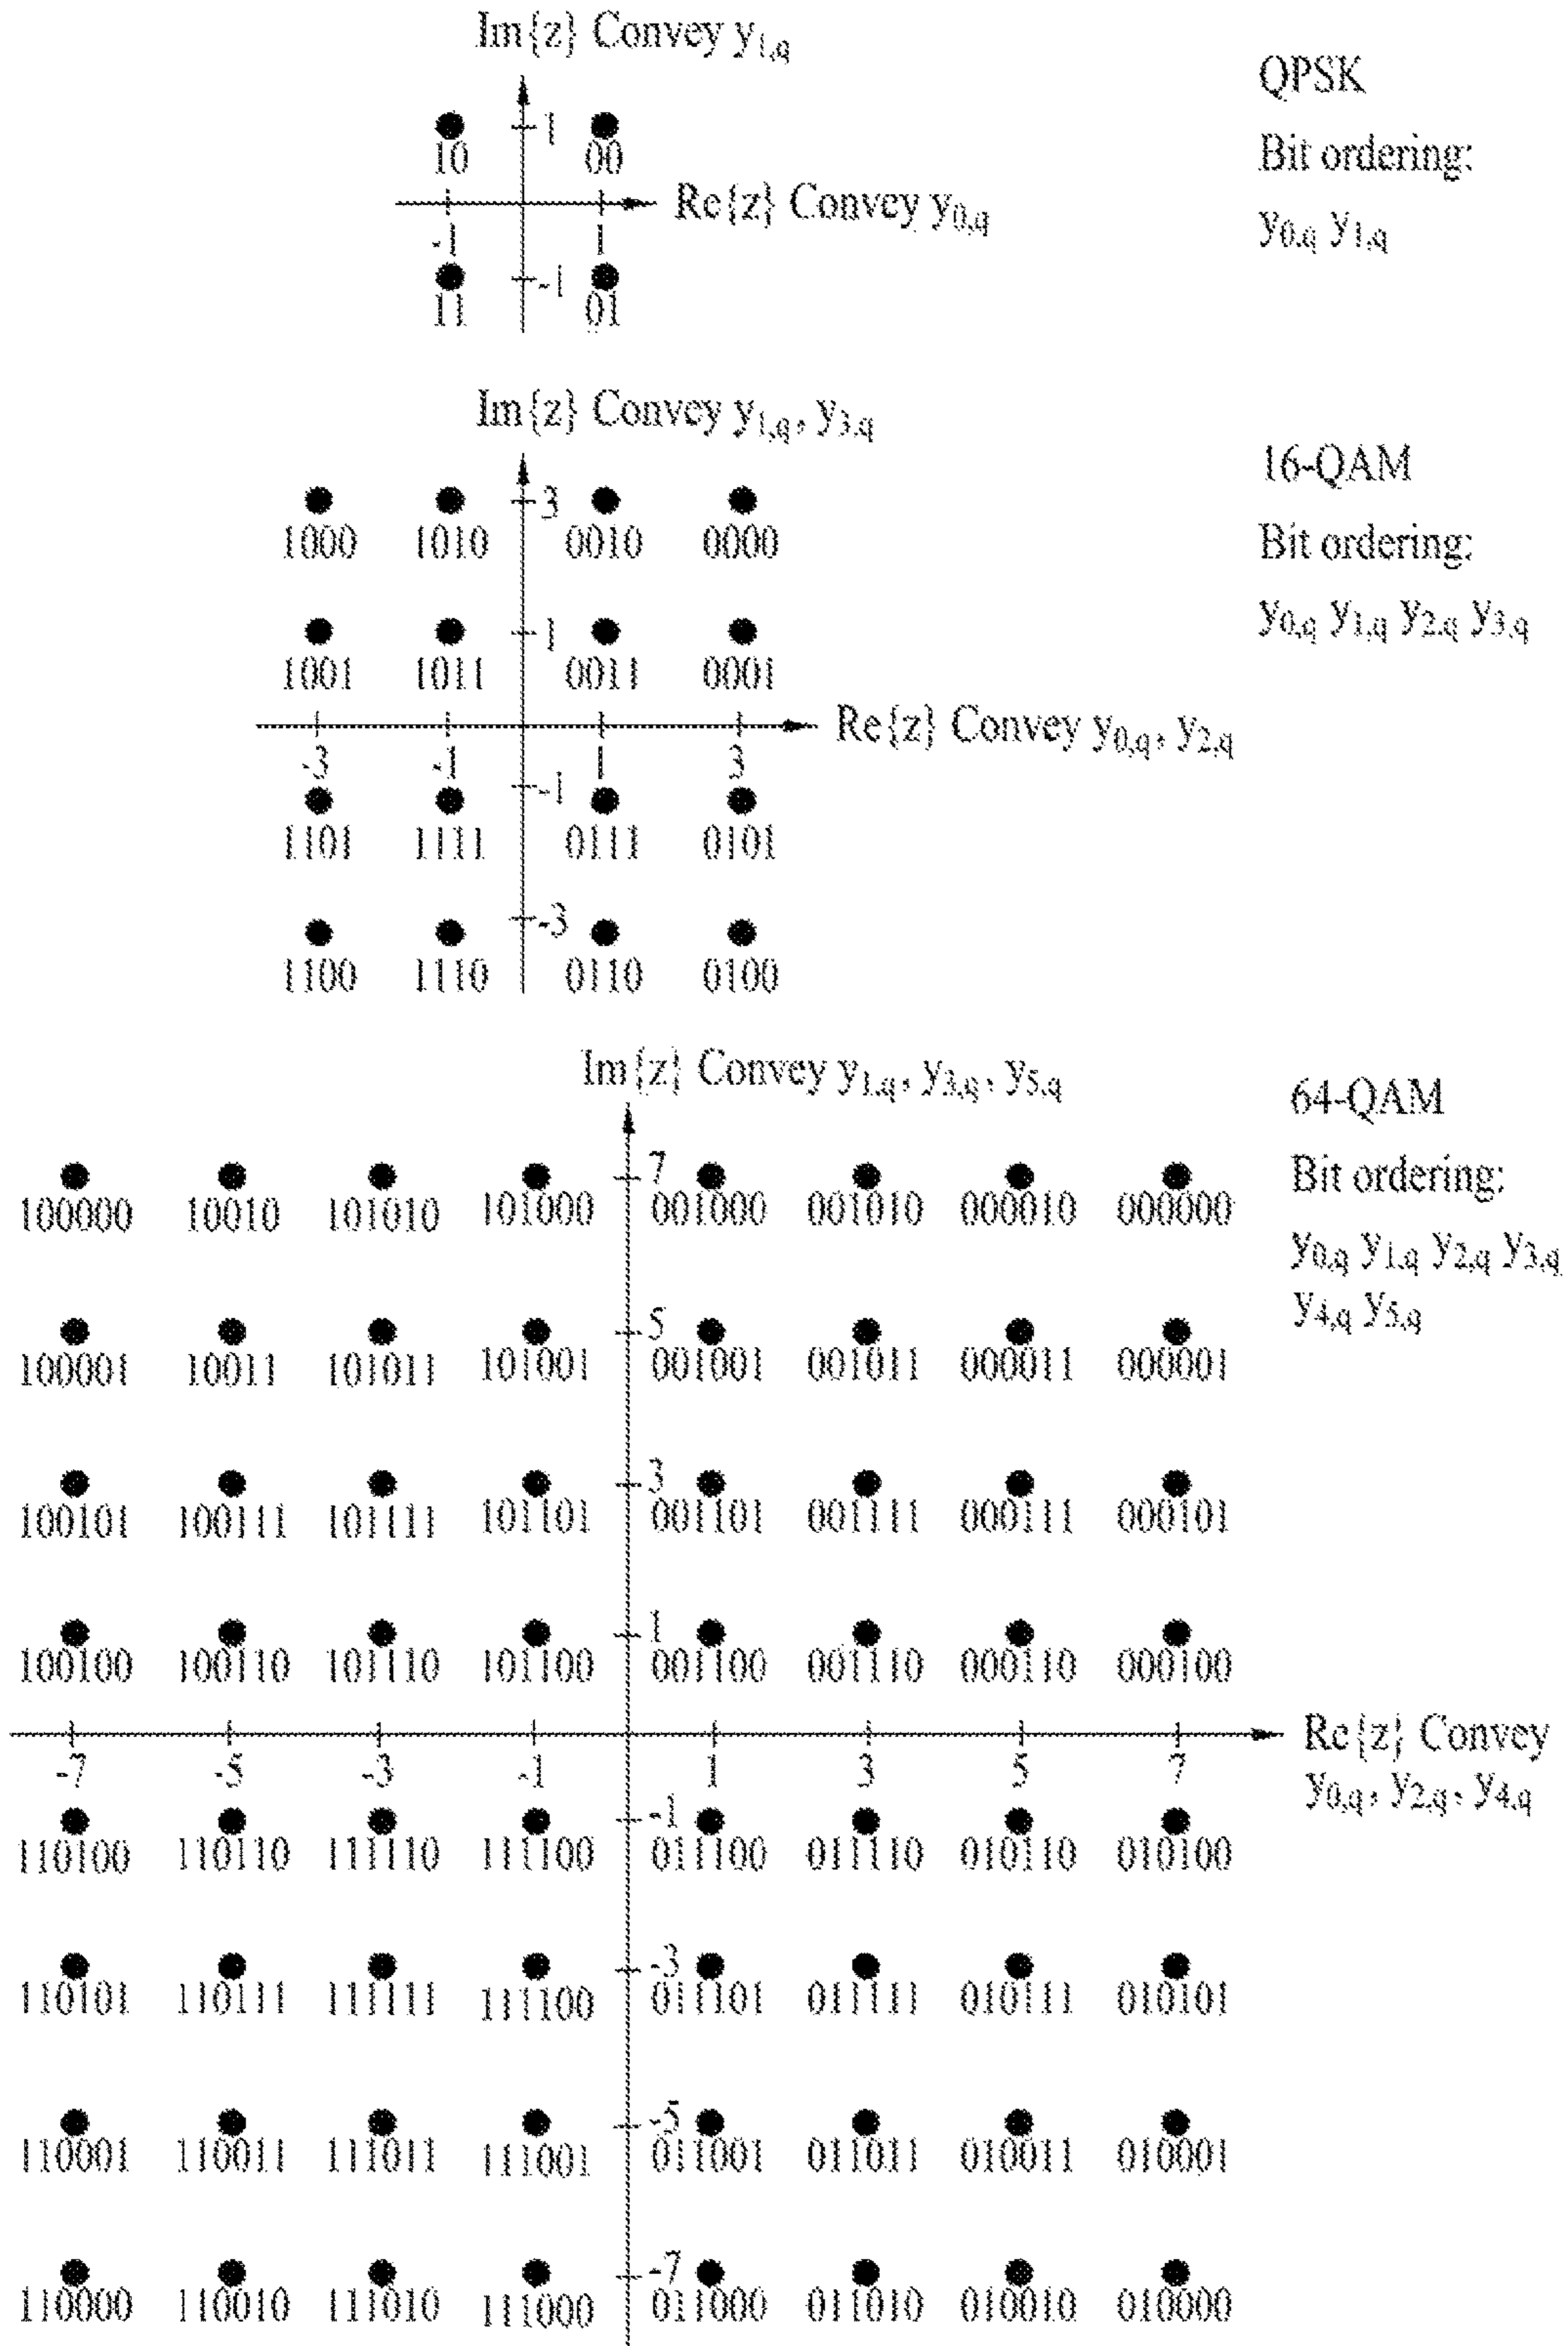 Im{z} Convey y1,q
QPSK
Bit ordering:
y0,q y1,q
1
10 00
Re{z} Convey y0,q
-1 1
-1
11 01
Im{z} Convey y1,q, y3,q
16-QAM
Bit ordering:
y0,q y1,q y2,q y3,q
3
1000 1010 0010 0000
1
1001 1011 0011 0001
Re{z} Convey y0,q, y2,q
-3 -1 1 3
-1
1101 1111 0111 0101
-3
1100 1110 0110 0100
Im{z} Convey y1,q, y3,q, y5,q
64-QAM
Bit ordering:
y0,q y1,q y2,q y3,q
y4,q y5,q
7
100000 10010 101010 101000 001000 001010 000010 000000
5
100001 10011 101011 101001 001001 001011 000011 000001
3
100101 100111 101111 101101 001101 001111 000111 000101
1
100100 100110 101110 101100 001100 001110 000110 000100
Re{z} Convey
y0,q, y2,q, y4,q
-7 -5 -3 -1 1 3 5 7
-1
110100 110110 111110 111100 011100 011110 010110 010100
-3
110101 110111 111111 111100 011101 011111 010111 010101
-5
110001 110011 111011 111001 011001 011011 010011 010001
-7
110000 110010 111010 111000 011000 011010 010010 010000